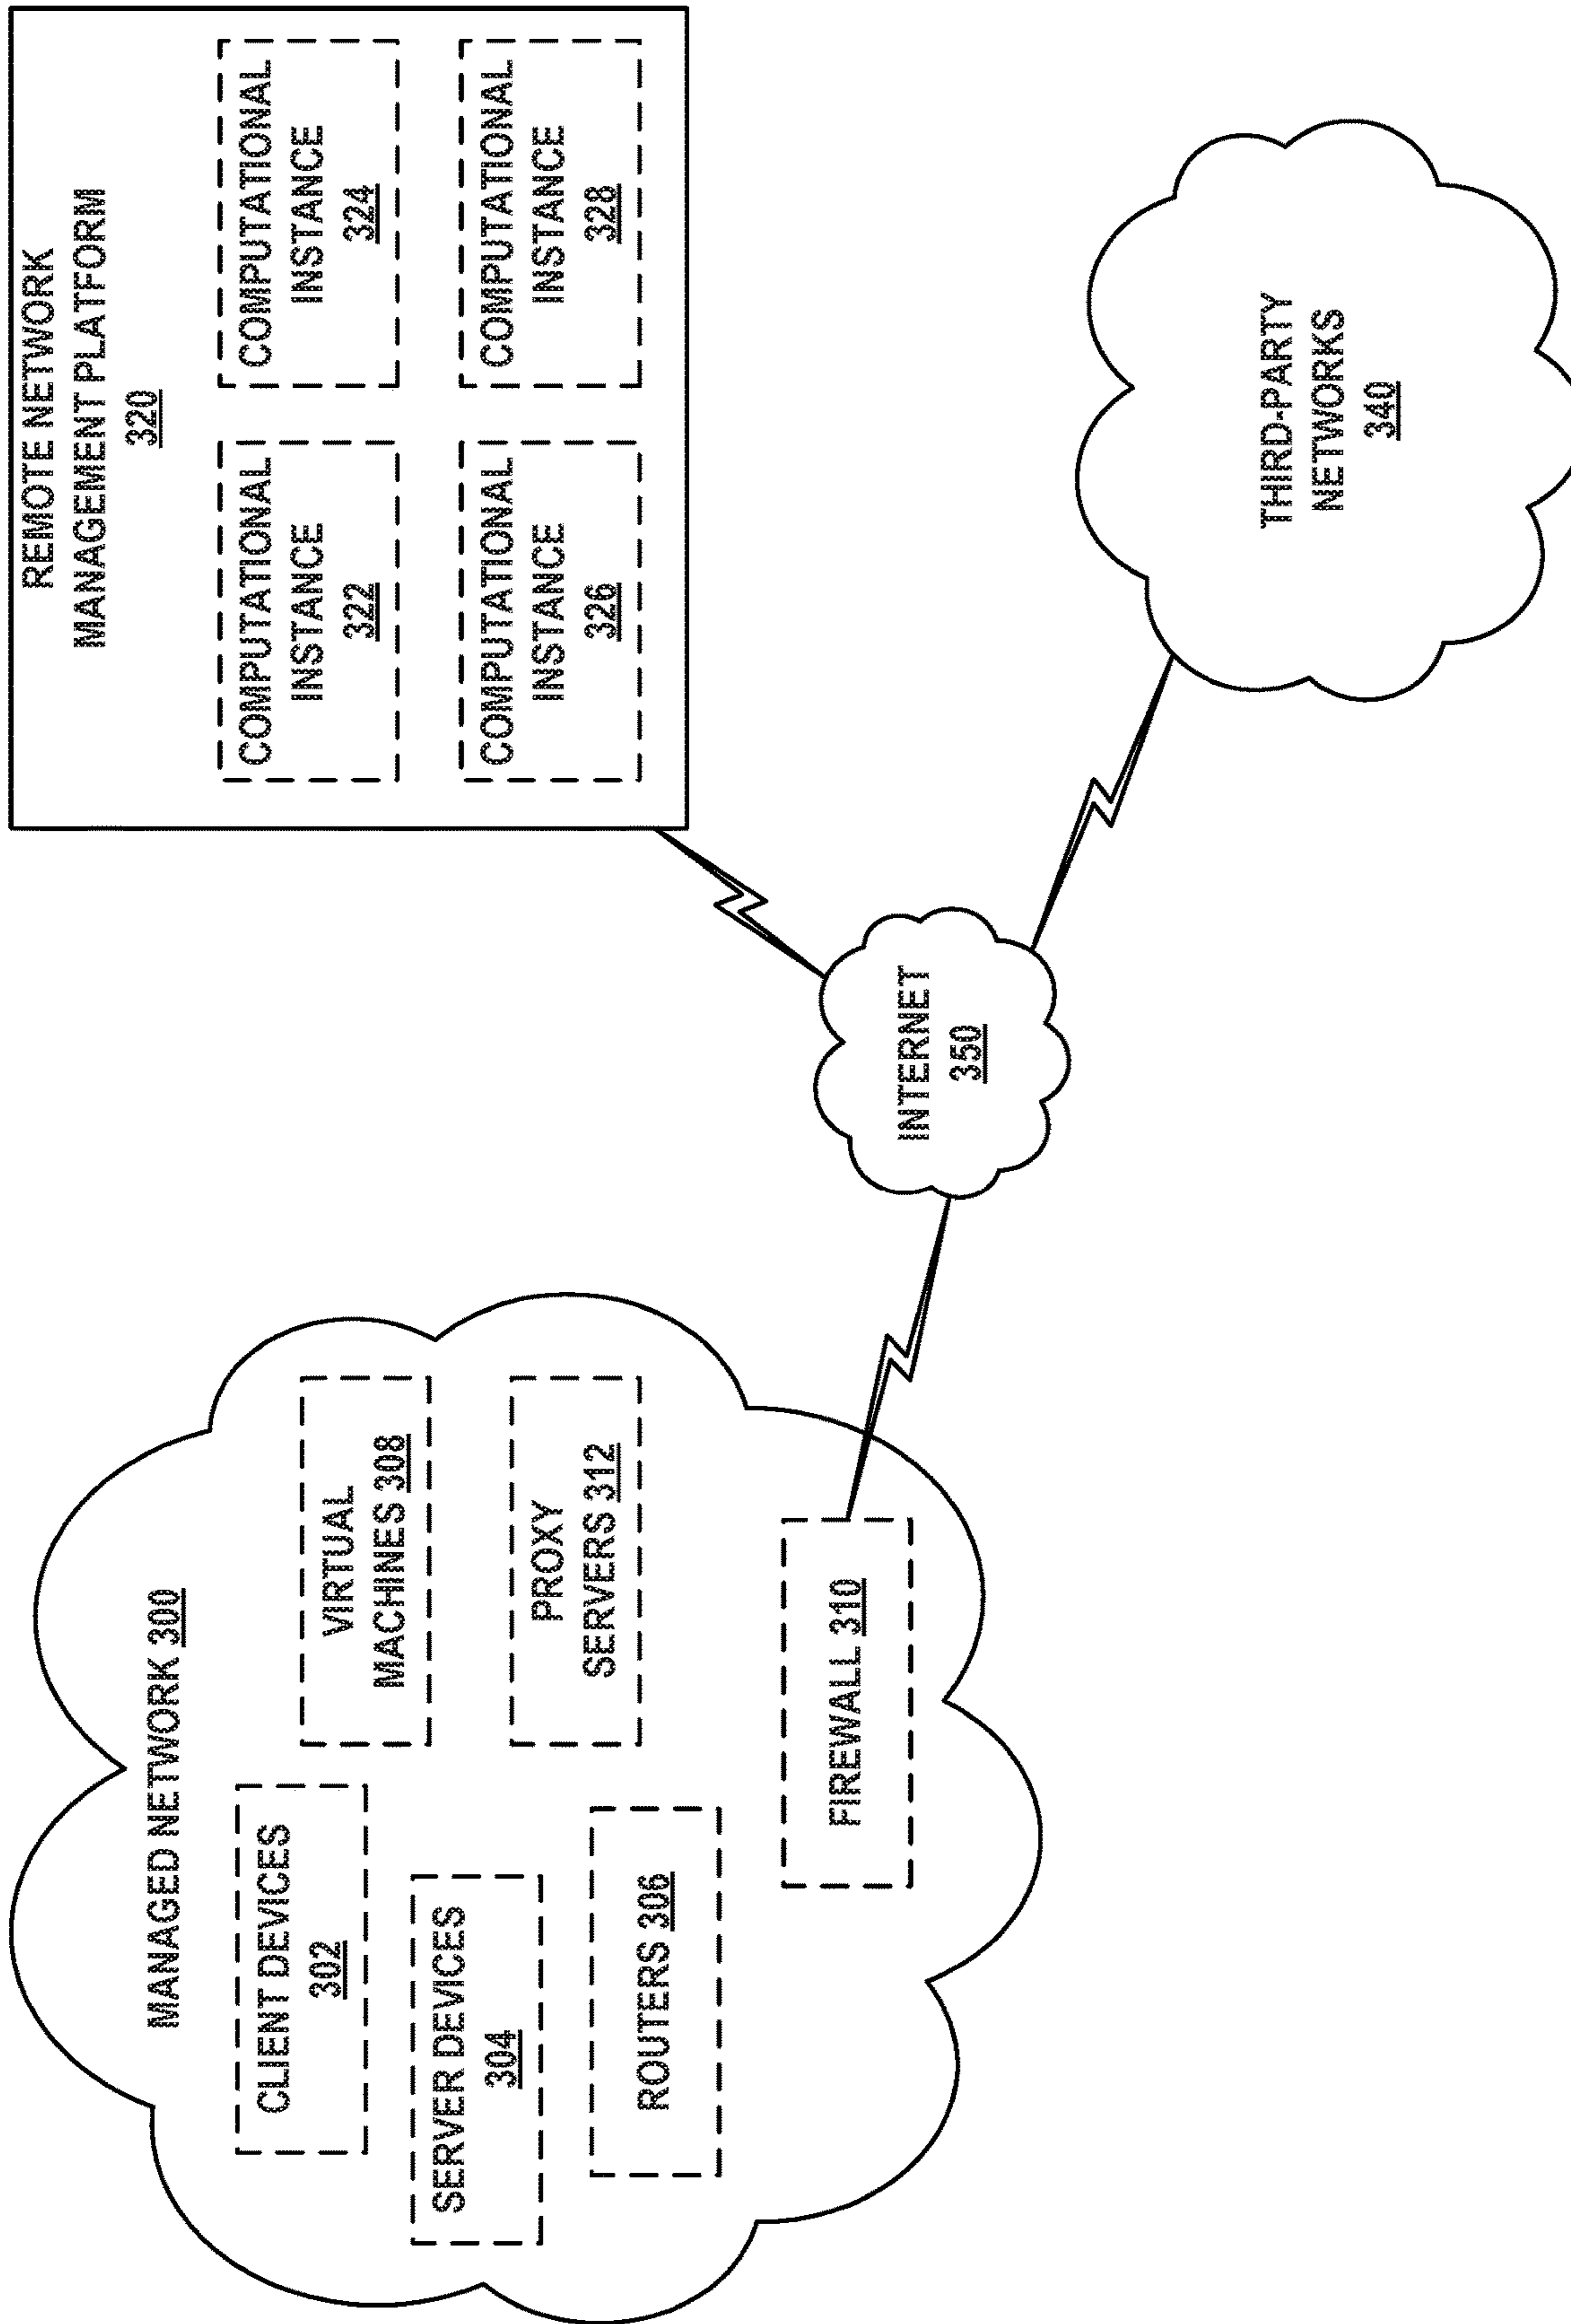 MANAGED NETWORK 300
CLIENT DEVICES
302
SERVER DEVICES
304
ROUTERS 306
VIRTUAL
MACHINES 308
PROXY
SERVERS 312
FIREWALL 310
INTERNET
350
REMOTE NETWORK
MANAGEMENT PLATFORM
320
COMPUTATIONAL
INSTANCE
322
COMPUTATIONAL
INSTANCE
324
COMPUTATIONAL
INSTANCE
326
COMPUTATIONAL
INSTANCE
328
THIRD-PARTY
NETWORKS
340